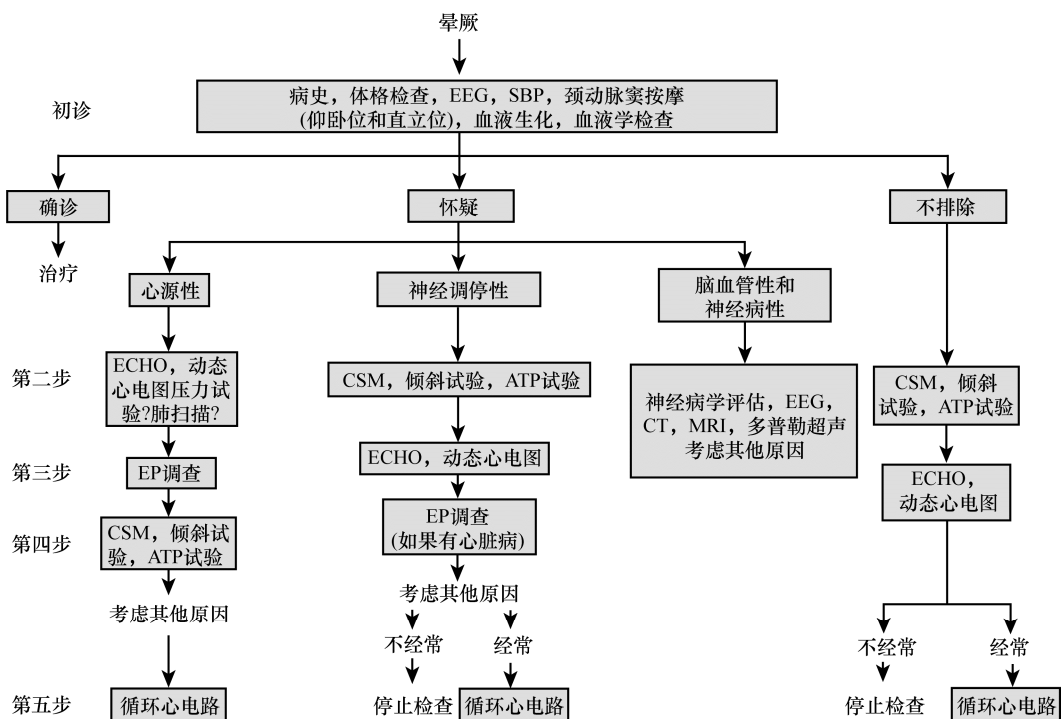 晕厥
初诊
病史，体格检查，EEG，SBP，颈动脉窦按摩
(仰卧位和直立位)，血液生化，血液学检查
确诊
怀疑
不排除
治疗
心源性
神经调停性
脑血管性和
神经病性
第二步
ECHO，动态
心电图压力试
验?肺扫描?
CSM，倾斜试验，ATP试验
神经病学评估，EEG，
CT，MRI，多普勒超声
考虑其他原因
CSM，倾斜
试验，ATP试验
第三步
EP调查
ECHO，动态心电图
ECHO，
动态心电图
第四步
CSM，倾斜试
验，ATP试验
EP调查
(如果有心脏病)
考虑其他原因
考虑其他原因
不经常
经常
不经常
经常
第五步
循环心电路
停止检查
循环心电路
停止检查
循环心电路